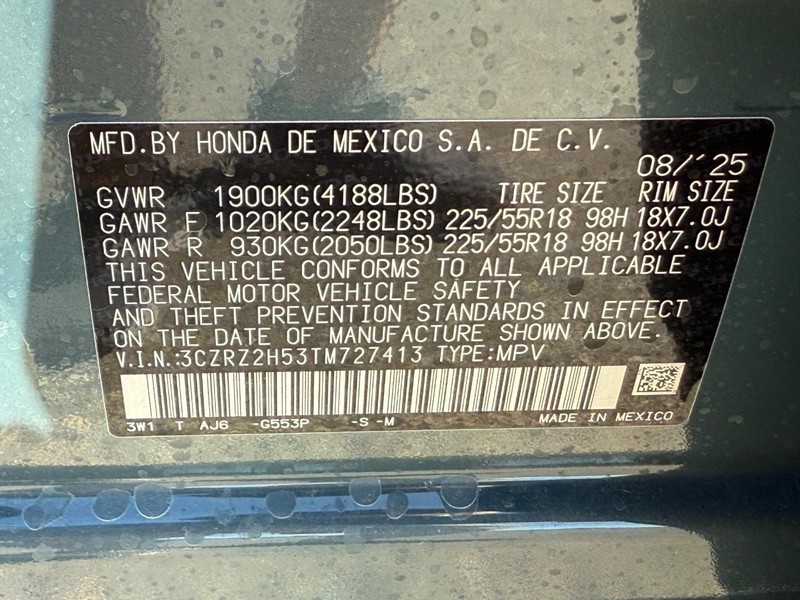 MFD.BY HONDA DE MEXICO S.A. DE C.V.
08/'25
GVWR 1900KG(4188LBS) TIRE SIZE RIM SIZE
GAWR F 1020KG(2248LBS) 225/55R18 98H 18X7.0J
GAWR R 930KG(2050LBS) 225/55R18 98H 18X7.0J
THIS VEHICLE CONFORMS TO ALL APPLICABLE
FEDERAL MOTOR VEHICLE SAFETY
AND THEFT PREVENTION STANDARDS IN EFFECT
ON THE DATE OF MANUFACTURE SHOWN ABOVE.
V.I.N.:3CZRZ2H53TM727413 TYPE:MPV
3W1 T AJ6 -G553P -S -M MADE IN MEXICO